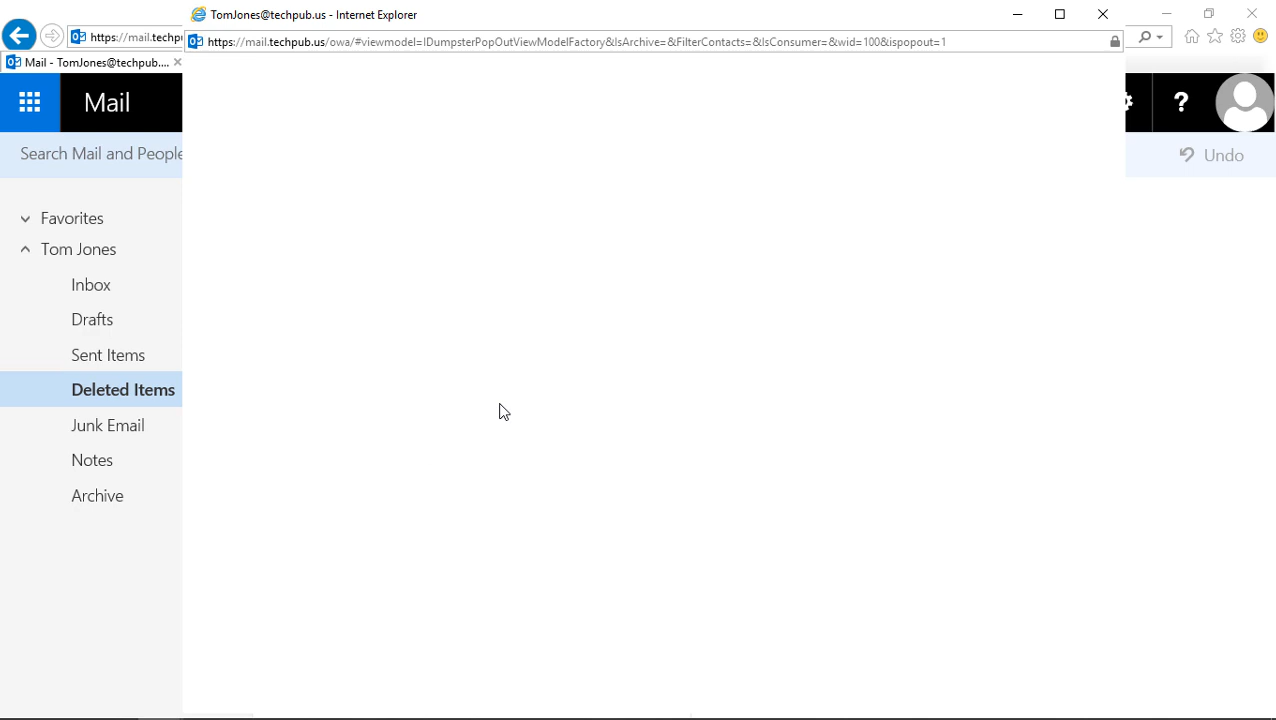 TomJones@techpub.us - Internet Explorer
https://mail.techp
https://mail.techpub.us/owa/#viewmodel=IDumpsterPopOutViewModelFactory&IsArchive=&FilterContacts=&IsConsumer=&wid=100&ispopout=1
Mail - TomJones@techpub....
Mail
?
Search Mail and People
Undo
Favorites
Tom Jones
Inbox
Drafts
Sent Items
Deleted Items
Junk Email
Notes
Archive